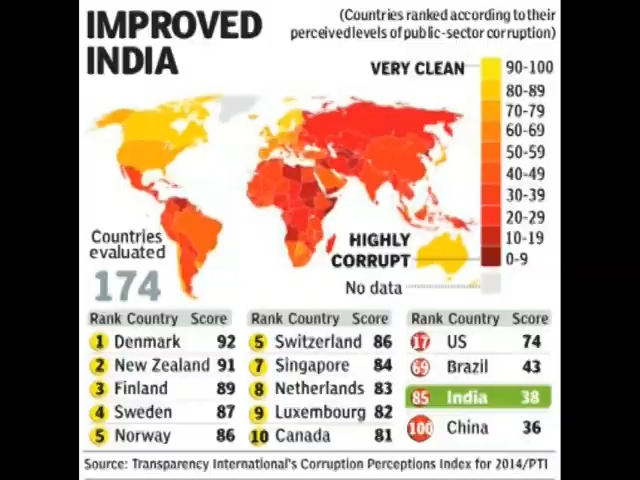 IMPROVED
INDIA
(Countries ranked according to their
perceived levels of public-sector corruption)
VERY CLEAN
90-100
80-89
70-79
60-69
50-59
40-49
30-39
20-29
10-19
0-9
HIGHLY
CORRUPT
No data
Countries
evaluated
174
Rank Country Score
1 Denmark 92
2 New Zealand 91
3 Finland 89
4 Sweden 87
5 Norway 86
Rank Country Score
5 Switzerland 86
7 Singapore 84
8 Netherlands 83
9 Luxembourg 82
10 Canada 81
Rank Country Score
17 US 74
69 Brazil 43
85 India 38
100 China 36
Source: Transparency International's Corruption Perceptions Index for 2014/PTI